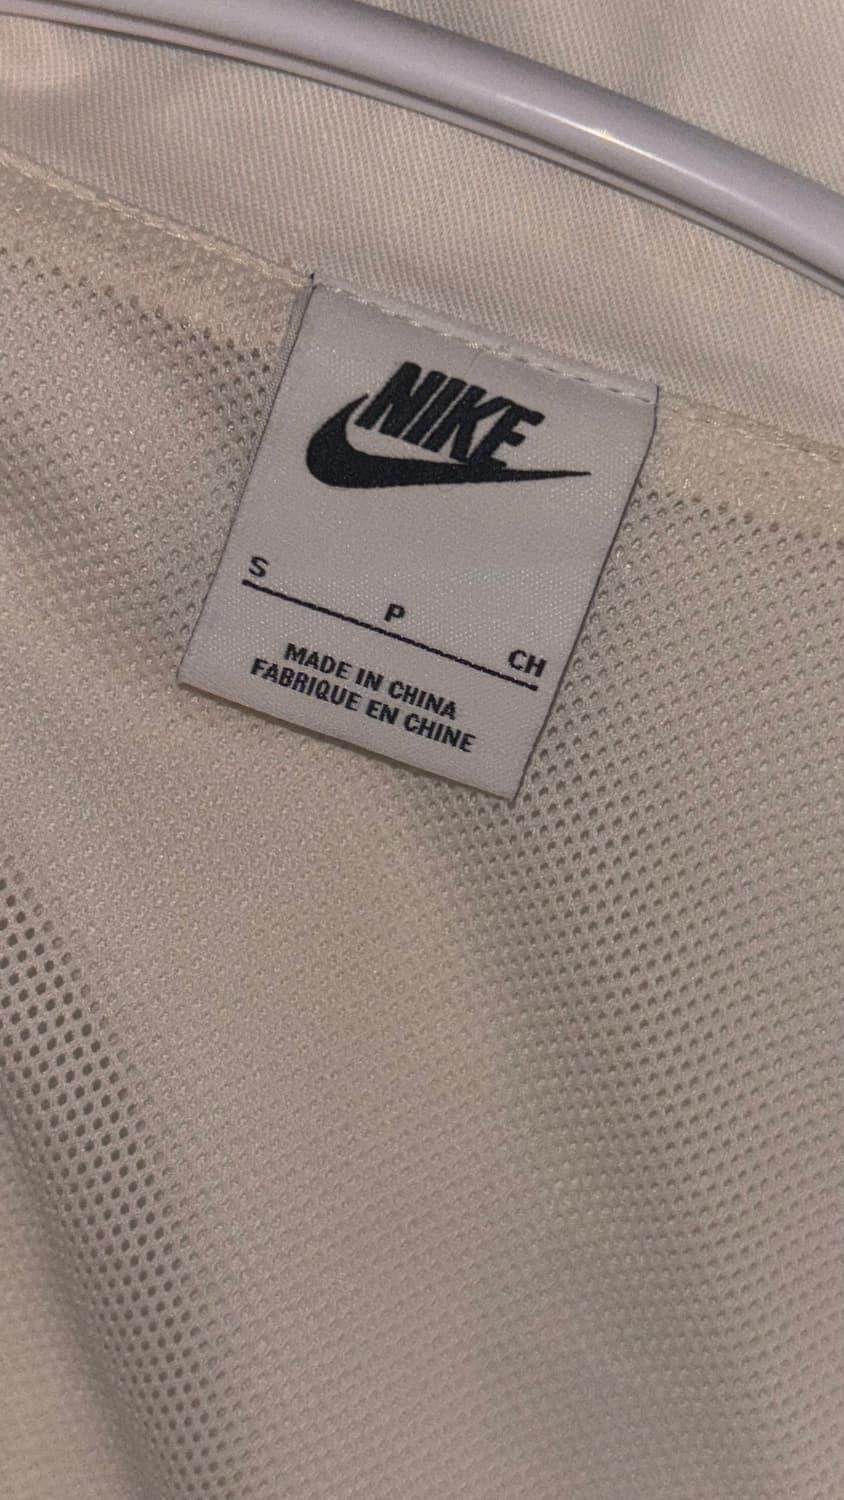 NIKE
S
P
CH
MADE IN CHINA
FABRIQUE EN CHINE